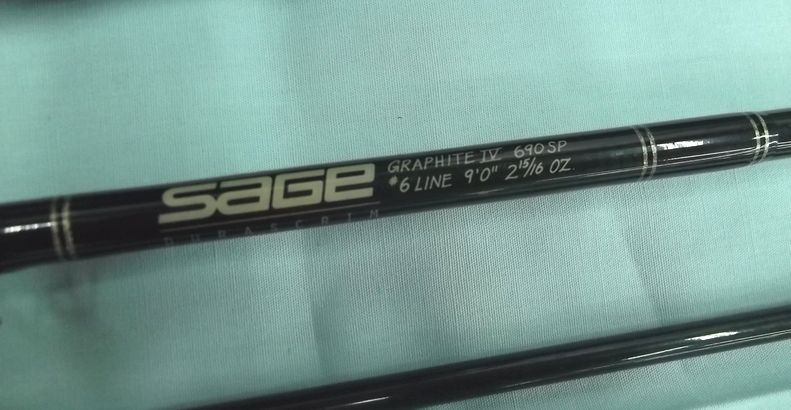 SAGE
DURASCRIM
GRAPHITE IV 690 SP
#6 LINE 9'0" 2 15/16 OZ.